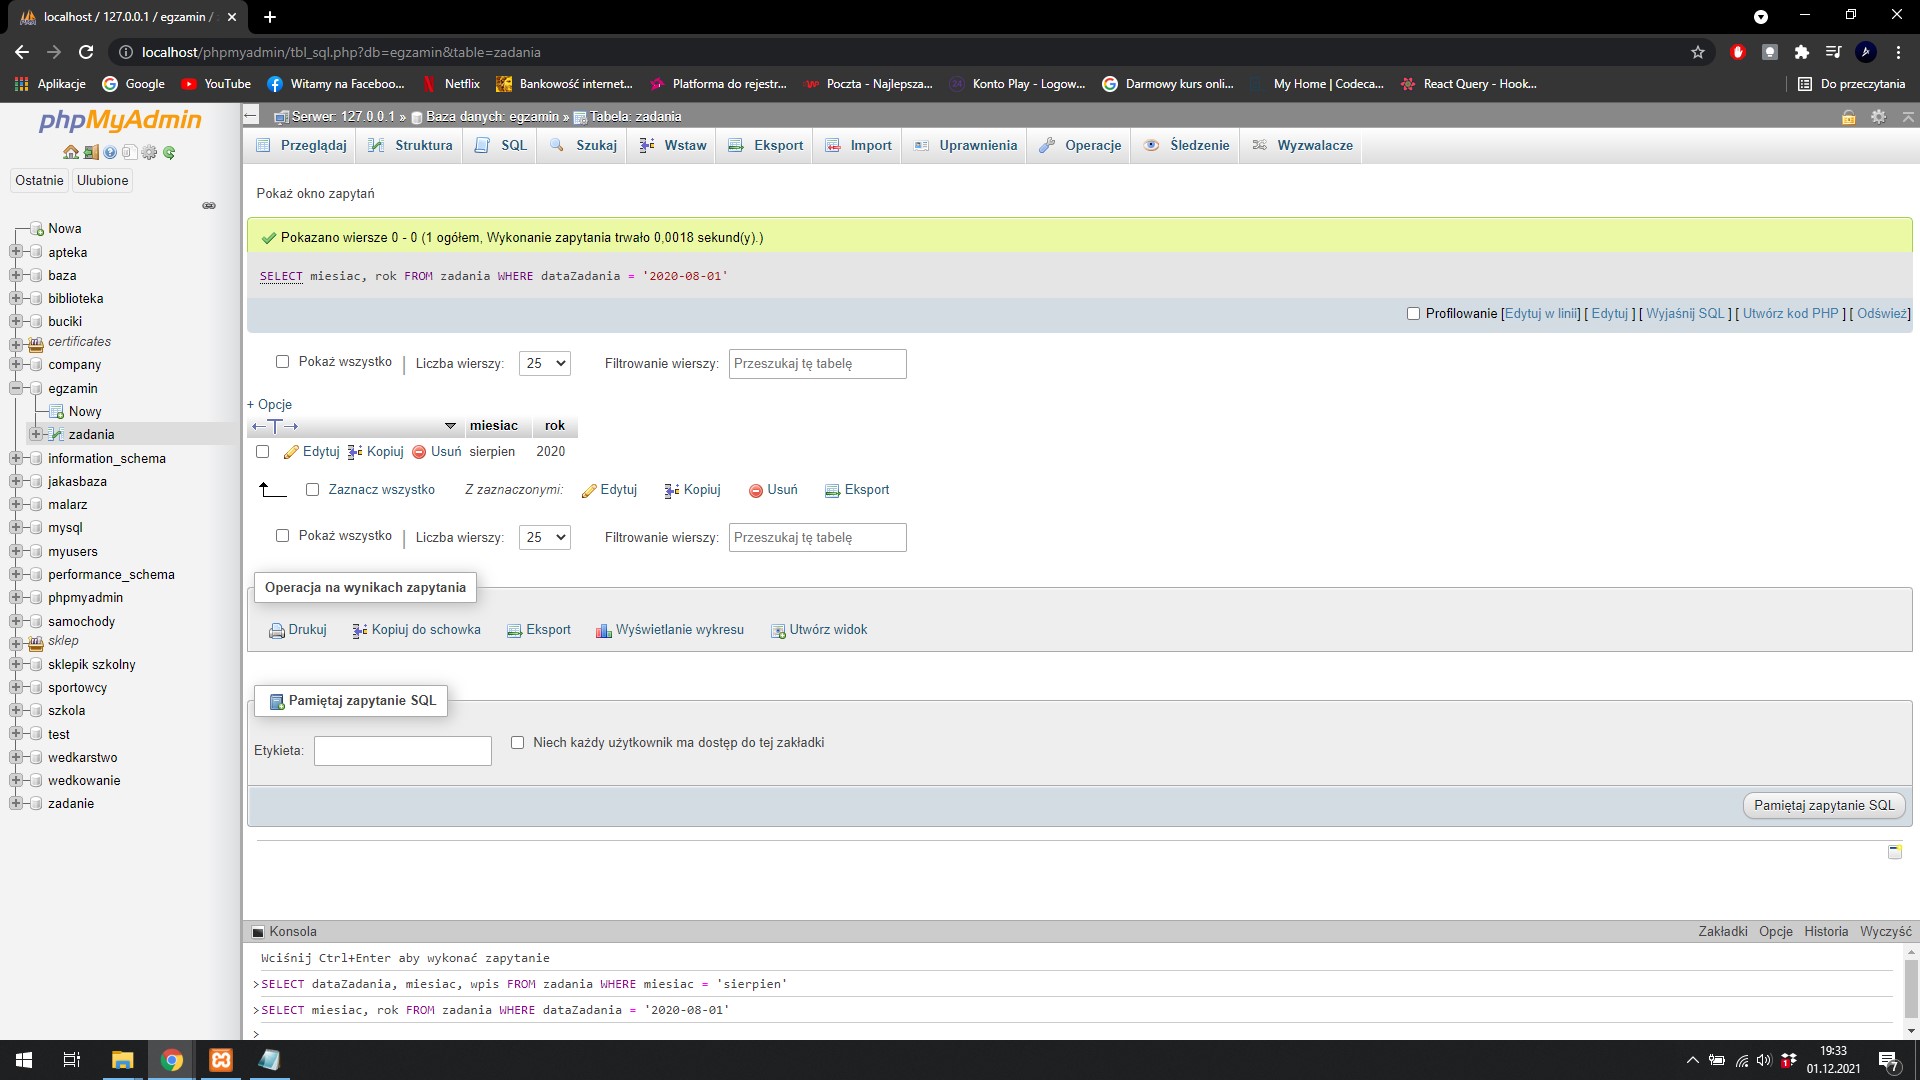 localhost / 127.0.0.1 / egzamin /
localhost/phpmyadmin/tbl_sql.php?db=egzamin&table=zadania
Aplikacje Google YouTube Witamy na Faceboo... Netflix Bankowość internet... Platforma do rejestr... Poczta - Najlepsza... 24 Konto Play - Logow... Darmowy kurs onli... My Home | Codeca... React Query - Hook... Do przeczytania
phpMyAdmin
Ostatnie Ulubione
Nowa
apteka
baza
biblioteka
buciki
certificates
company
egzamin
Nowy
zadania
information_schema
jakasbaza
malarz
mysql
myusers
performance_schema
phpmyadmin
samochody
sklep
sklepik szkolny
sportowcy
szkola
test
wedkarstwo
wedkowanie
zadanie
Serwer: 127.0.0.1 » Baza danych: egzamin » Tabela: zadania
Przeglądaj Struktura SQL Szukaj Wstaw Eksport Import Uprawnienia Operacje Śledzenie Wyzwalacze
Pokaż okno zapytań
Pokazano wiersze 0 - 0 (1 ogółem, Wykonanie zapytania trwało 0,0018 sekund(y).)
SELECT miesiac, rok FROM zadania WHERE dataZadania = '2020-08-01'
Profilowanie [Edytuj w linii] [ Edytuj ] [ Wyjaśnij SQL ] [ Utwórz kod PHP ] [ Odśwież]
Pokaż wszystko | Liczba wierszy: 25 Filtrowanie wierszy: Przeszukaj tę tabelę
+ Opcje
←T→ miesiac rok
Edytuj Kopiuj Usuń sierpien 2020
Zaznacz wszystko Z zaznaczonymi: Edytuj Kopiuj Usuń Eksport
Pokaż wszystko | Liczba wierszy: 25 Filtrowanie wierszy: Przeszukaj tę tabelę
Operacja na wynikach zapytania
Drukuj Kopiuj do schowka Eksport Wyświetlanie wykresu Utwórz widok
Pamiętaj zapytanie SQL
Etykieta: Niech każdy użytkownik ma dostęp do tej zakładki
Pamiętaj zapytanie SQL
Konsola Zakładki Opcje Historia Wyczyść
Wciśnij Ctrl+Enter aby wykonać zapytanie
>SELECT dataZadania, miesiac, wpis FROM zadania WHERE miesiac = 'sierpien'
>SELECT miesiac, rok FROM zadania WHERE dataZadania = '2020-08-01'
>
19:33
01.12.2021
1
7